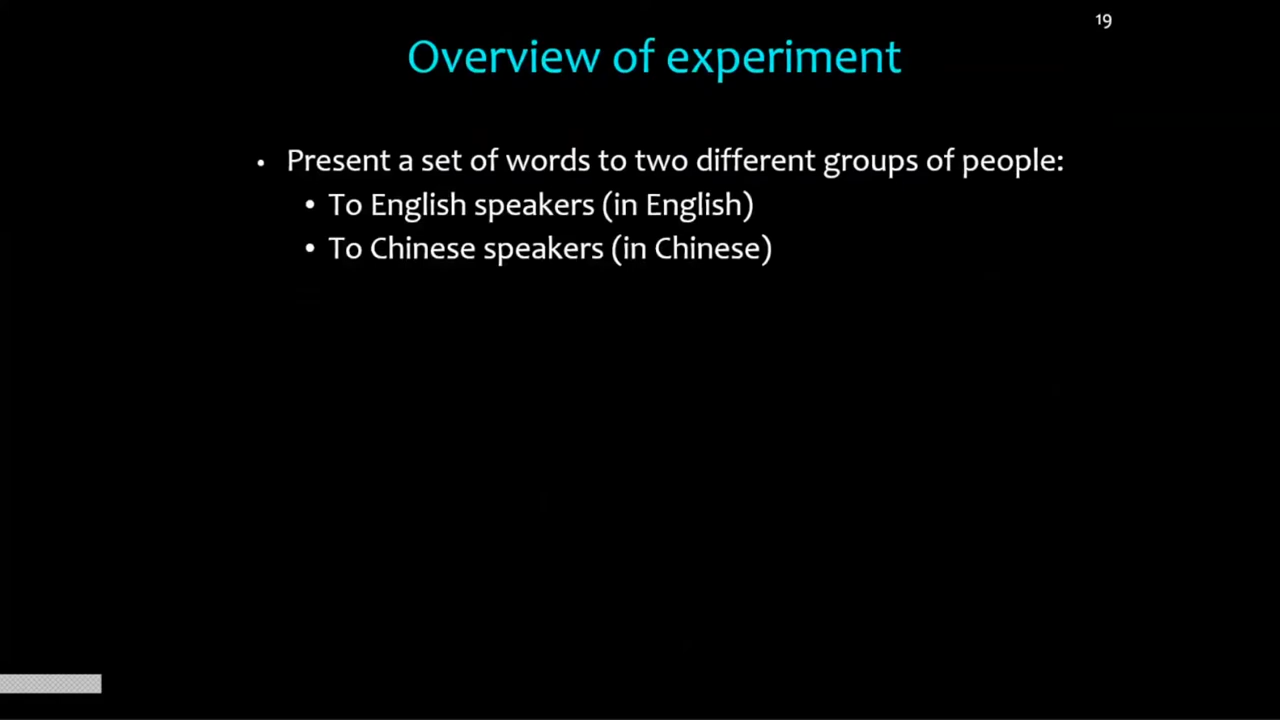 19
Overview of experiment
• Present a set of words to two different groups of people:
• To English speakers (in English)
• To Chinese speakers (in Chinese)